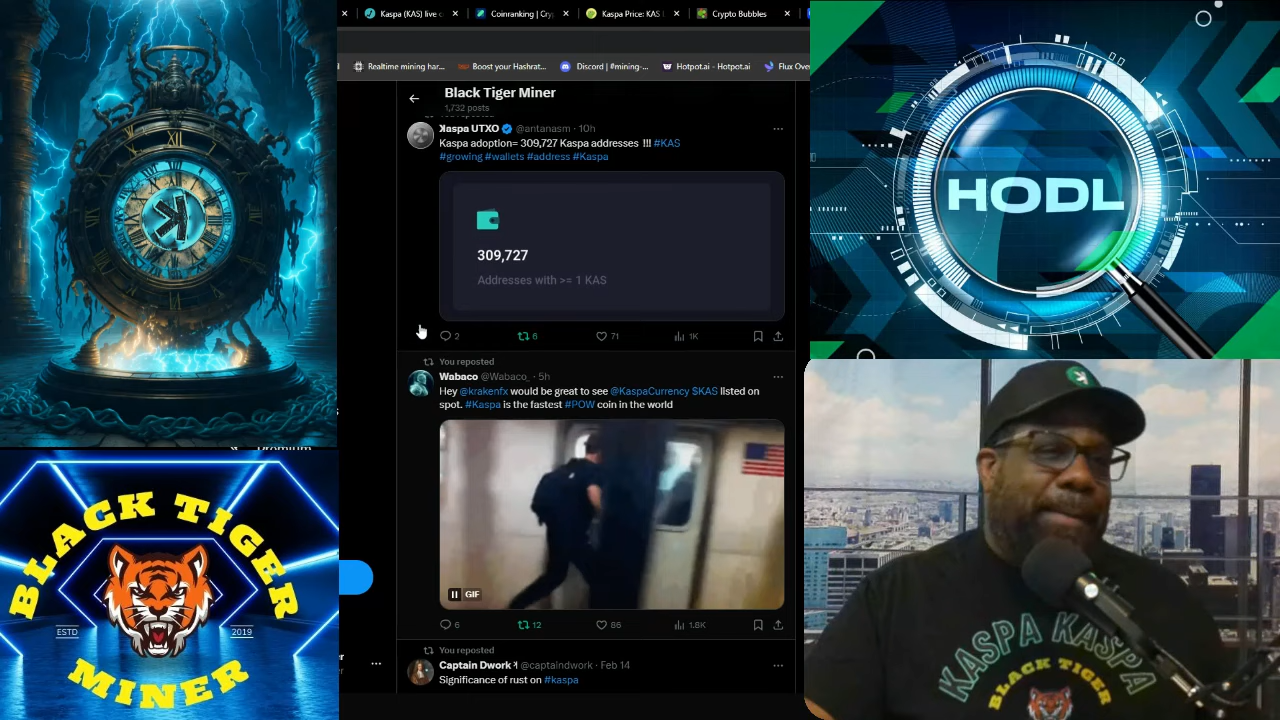 Kaspa (KAS) live c
Coinranking | Cry
Kaspa Price: KAS
Crypto Bubbles
Realtime mining har...
Boost your Hashrat...
Discord | #mining-...
Hotpot.ai - Hotpot.ai
Flux Ove
Black Tiger Miner
1,732 posts
Kaspa UTXO @antanasm · 10h
Kaspa adoption= 309,727 Kaspa addresses !!! #KAS
#growing #wallets #address #Kaspa
309,727
Addresses with >= 1 KAS
2 6 71 1K
You reposted
Wabaco @Wabaco_ · 5h
Hey @krakenfx would be great to see @KaspaCurrency $KAS listed on
spot. #Kaspa is the fastest #POW coin in the world
GIF
6 12 86 1.8K
You reposted
Captain Dwork @captaindwork · Feb 14
Significance of rust on #kaspa
BLACK TIGER
ESTD 2019
MINER
HODL
KASPA KASPA
BLACK TIGER